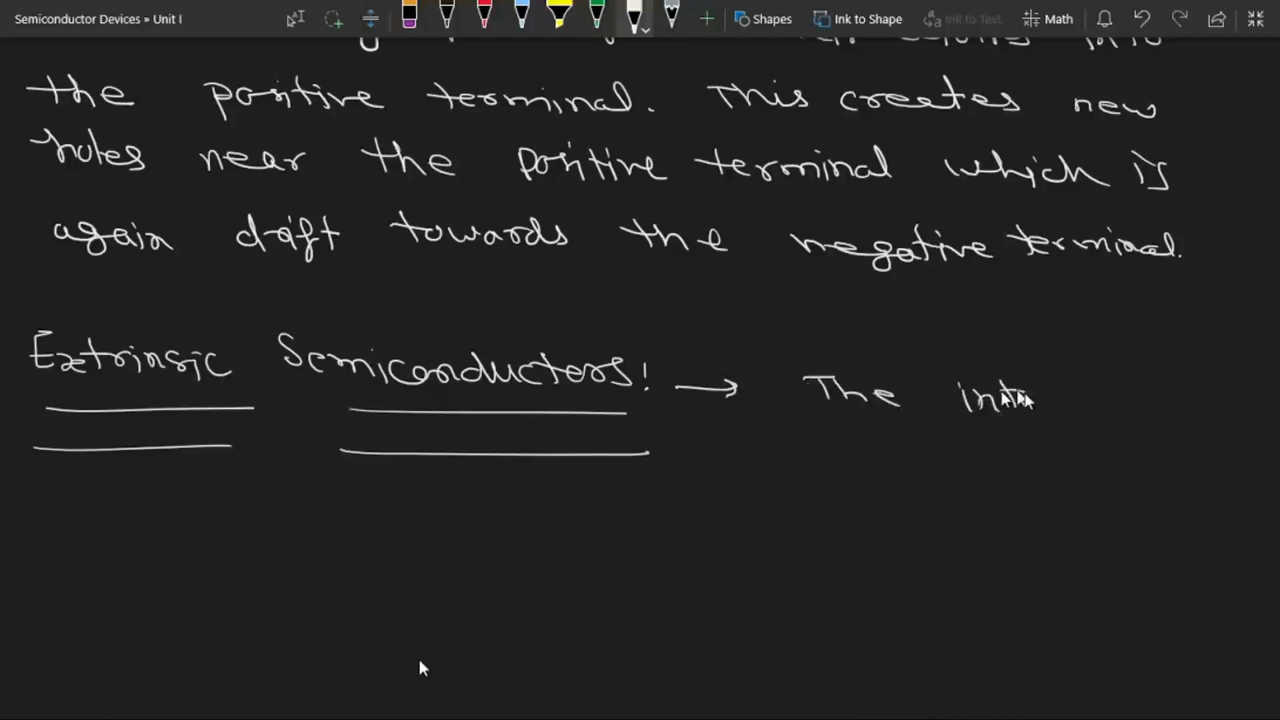 Semiconductor Devices » Unit I
Shapes
Ink to Shape
Ink to Text
Math
the positive terminal. This creates new
holes near the positive terminal which is
again drift towards the negative terminal.
Extrinsic Semiconductors! → The int